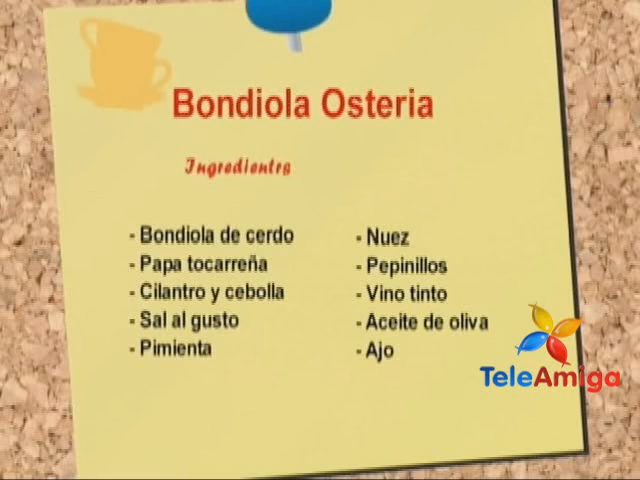 Bondiola Osteria
Ingredientes
- Bondiola de cerdo
- Papa tocarreña
- Cilantro y cebolla
- Sal al gusto
- Pimienta
- Nuez
- Pepinillos
- Vino tinto
- Aceite de oliva
- Ajo
TeleAmiga